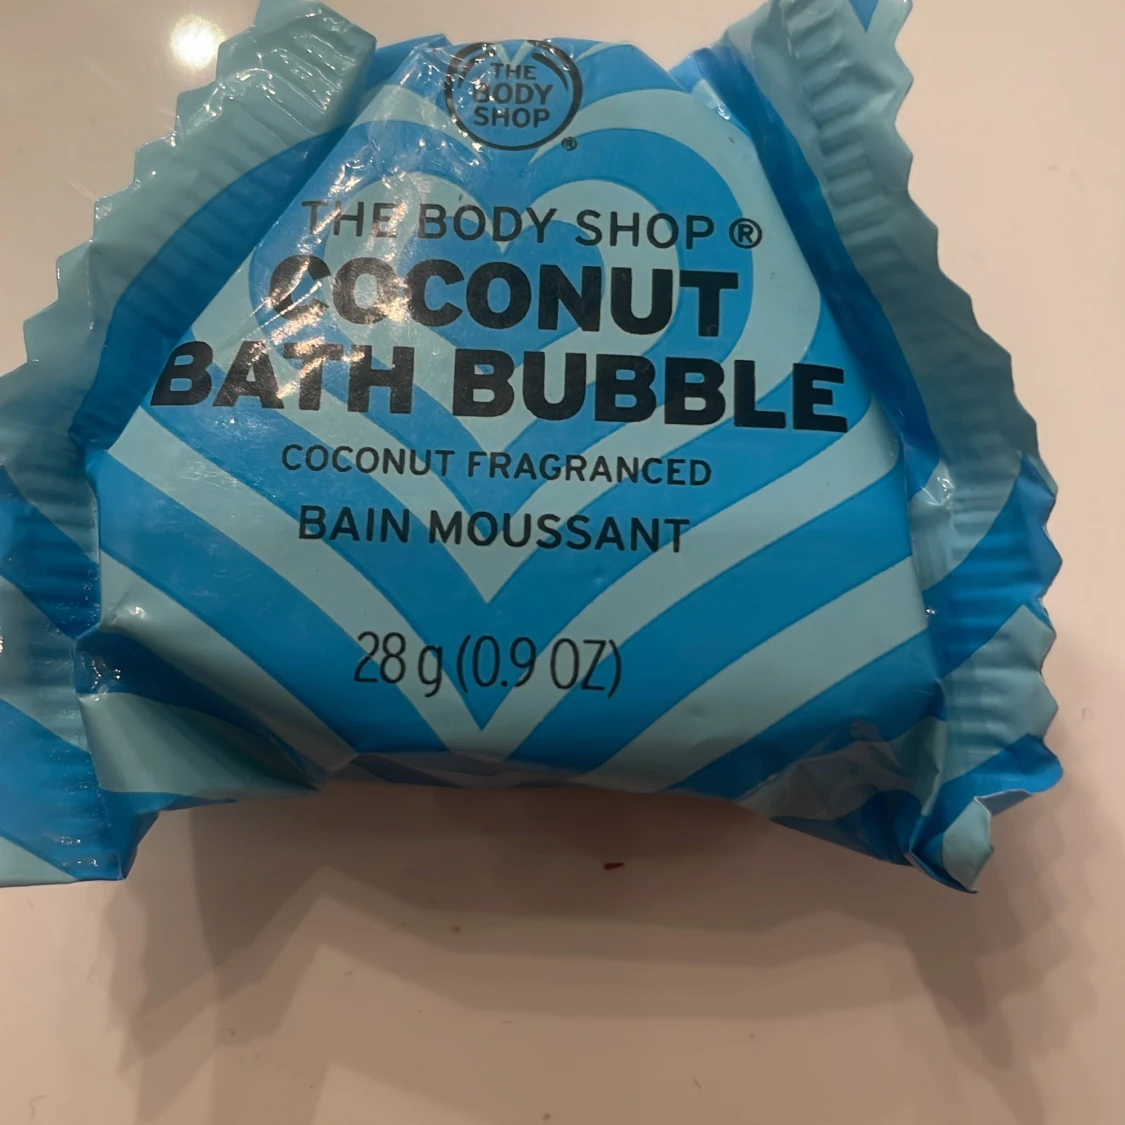 THE
BODY
SHOP
®
THE BODY SHOP ®
COCONUT
BATH BUBBLE
COCONUT FRAGRANCED
BAIN MOUSSANT
28 g (0.9 OZ)